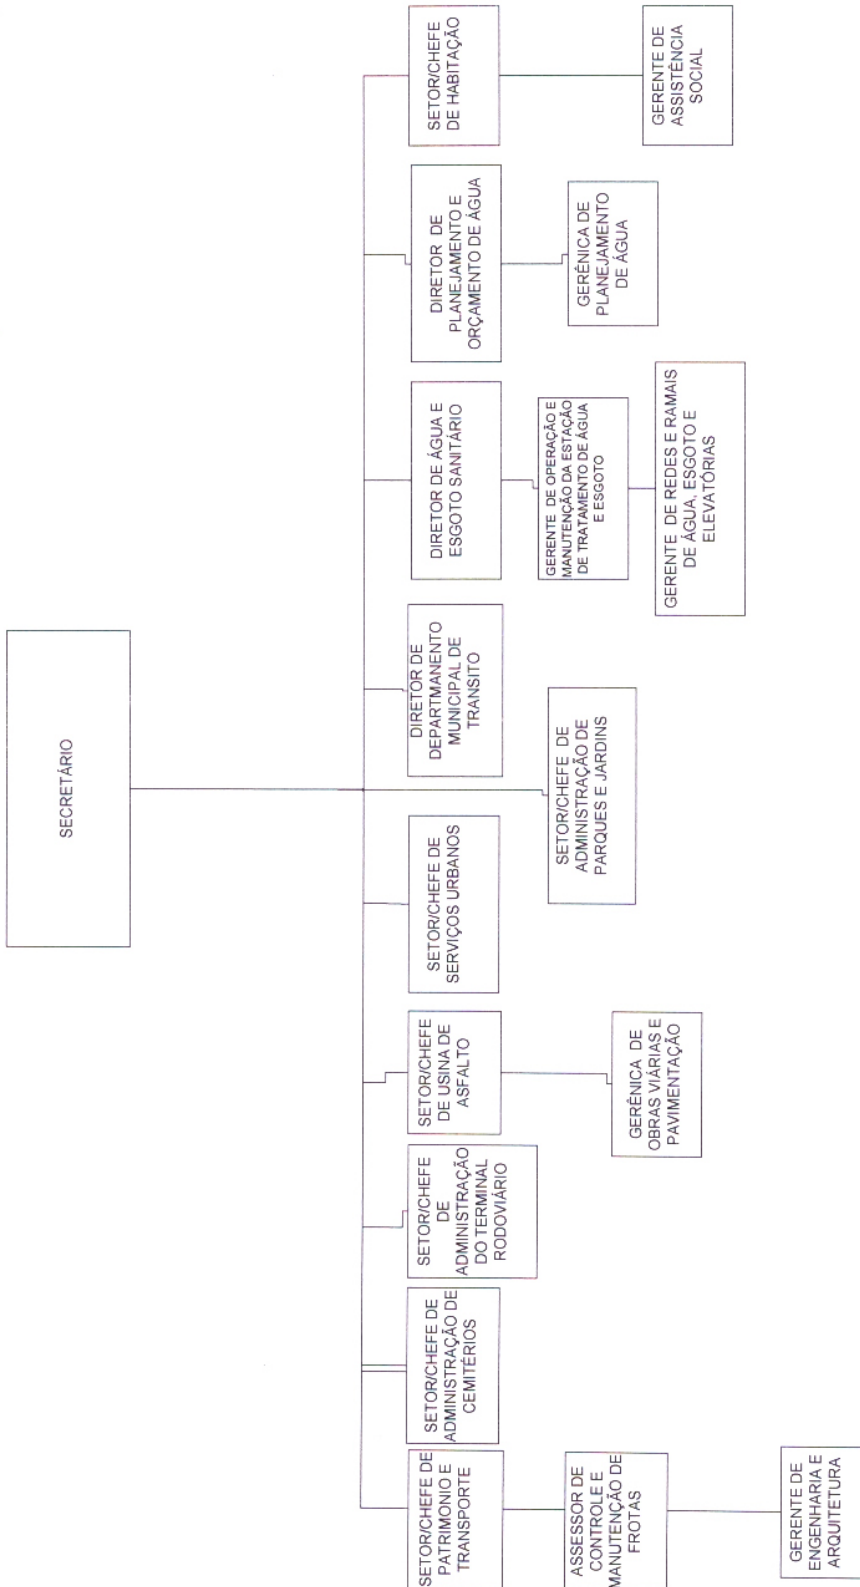 SECRETÁRIO
SETOR/CHEFE DE
PATRIMONIO E
TRANSPORTE
SETOR/CHEFE DE
ADMINISTRAÇÃO DE
CEMITÉRIOS
SETOR/CHEFE
DE
ADMINISTRAÇÃO
DO TERMINAL
RODOVIÁRIO
SETOR/CHEFE
DE USINA DE
ASFALTO
SETOR/CHEFE DE
SERVIÇOS URBANOS
DIRETOR DE
DEPARTMANENTO
MUNICIPAL DE
TRANSITO
DIRETOR DE ÁGUA E
ESGOTO SANITÁRIO
DIRETOR DE
PLANEJAMENTO E
ORÇAMENTO DE ÁGUA
SETOR/CHEFE
DE HABITAÇÃO
ASSESSOR DE
CONTROLE E
MANUTENÇÃO DE
FROTAS
GERÊNICA DE
OBRAS VIÁRIAS E
PAVIMENTAÇÃO
SETOR/CHEFE DE
ADMINISTRAÇÃO DE
PARQUES E JARDINS
GERENTE DE OPERAÇÃO E
MANUTENÇÃO DA ESTAÇÃO
DE TRATAMENTO DE ÁGUA
E ESGOTO
GERÊNICA DE
PLANEJAMENTO
DE ÁGUA
GERENTE DE
ASSISTÊNCIA
SOCIAL
GERENTE DE REDES E RAMAIS
DE ÁGUA, ESGOTO E
ELEVATÓRIAS
GERENTE DE
ENGENHARIA E
ARQUITETURA